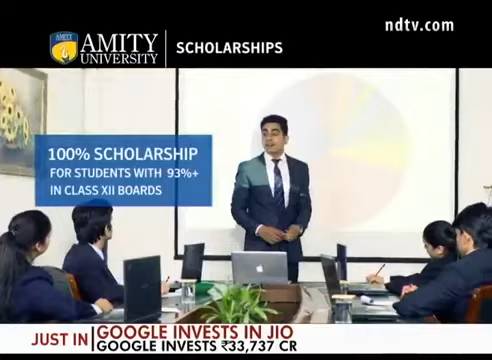 ndtv.com
AMITY
AMITY
UNIVERSITY
SCHOLARSHIPS
100% SCHOLARSHIP
FOR STUDENTS WITH 93%+
IN CLASS XII BOARDS
JUST IN
GOOGLE INVESTS IN JIO
GOOGLE INVESTS ₹33,737 CR